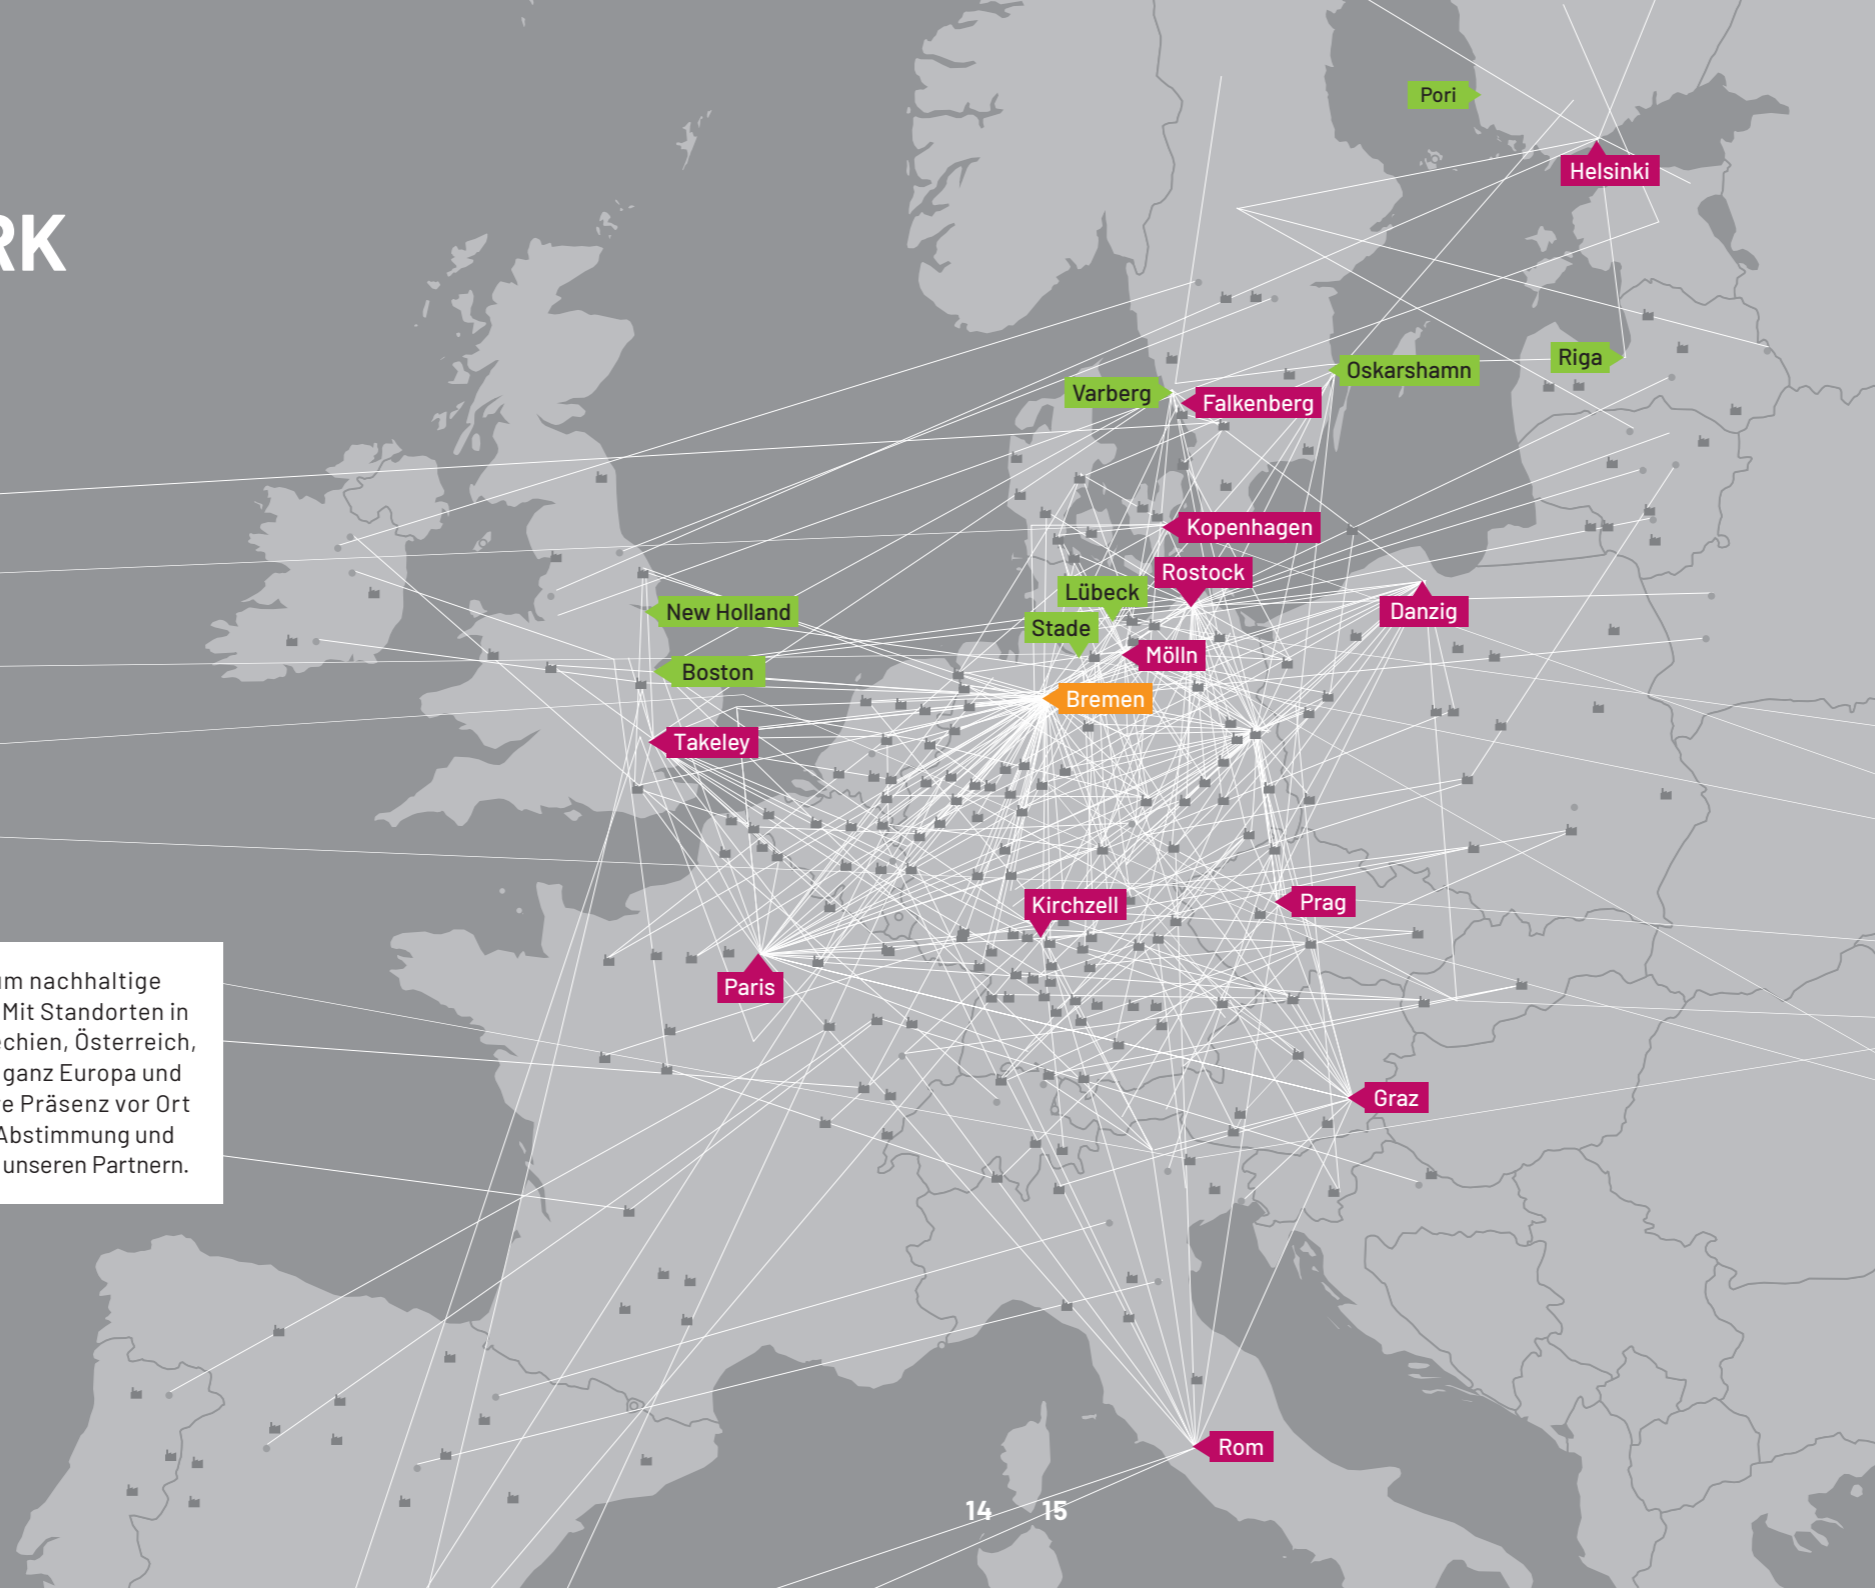 RK
Pori
Helsinki
Riga
Oskarshamn
Varberg
Falkenberg
Kopenhagen
Rostock
Lübeck
Stade
Danzig
New Holland
Mölln
Boston
Bremen
Takeley
Kirchzell
Prag
Paris
um nachhaltige
Mit Standorten in
echien, Österreich,
ganz Europa und
e Präsenz vor Ort
Abstimmung und
unseren Partnern.
Graz
Rom
14 15